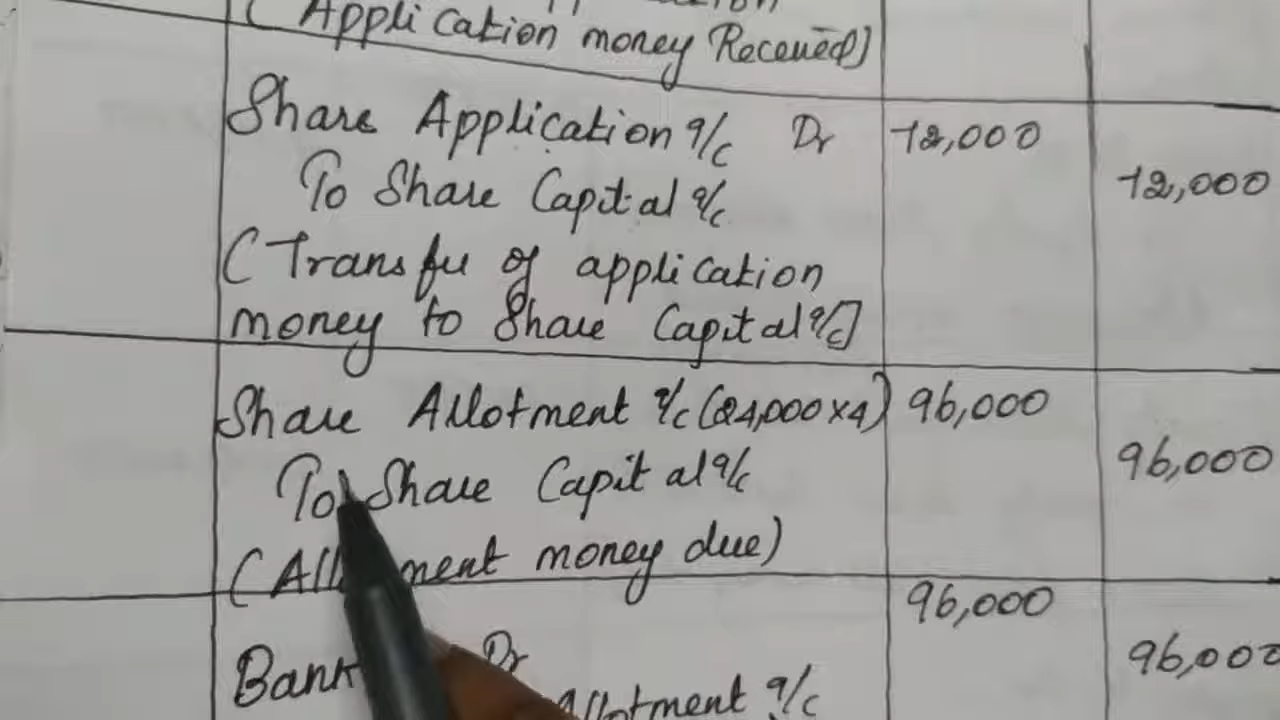 (Application money Received)
Share Application a/c Dr 72,000
To Share Capital a/c 72,000
(Transfer of application
money to Share Capital a/c)
Share Allotment a/c (24,000x4) 96,000
To Share Capital a/c 96,000
(Allotment money due)
96,000
Bank Dr
Allotment a/c 96,000